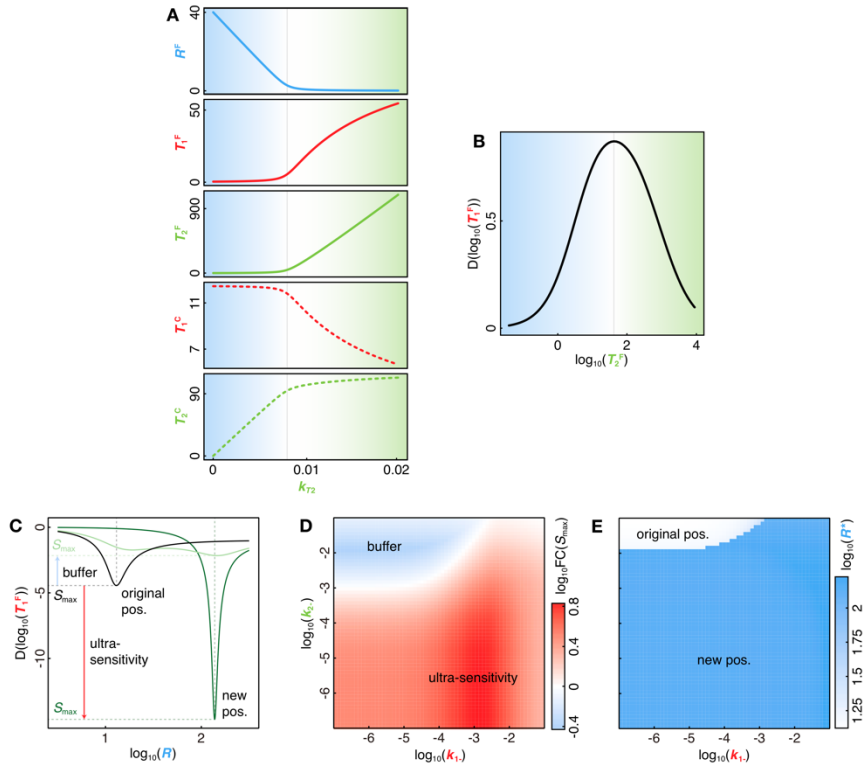 A
40
0
R^F
50
0
T_1^F
900
0
T_2^F
11
7
T_1^C
90
0
T_2^C
0
0.01
0.02
k_T2
B
D(log10(T_1^F))
0.5
0
0
2
4
log10(T_2^F)
C
D(log10(T_1^F))
0
-5
-10
S_max
buffer
S_max
original
pos.
ultra-
sensitivity
S_max
new
pos.
1
2
log10(R)
D
log10(k_2-)
-2
-3
-4
-5
-6
buffer
ultra-sensitivity
-6
-5
-4
-3
-2
log10(k_1-)
log10FC(S_max)
-0.4
0
0.4
0.8
E
original pos.
new pos.
-6
-5
-4
-3
-2
log10(k_1-)
log10(R*)
1.25
1.5
1.75
2